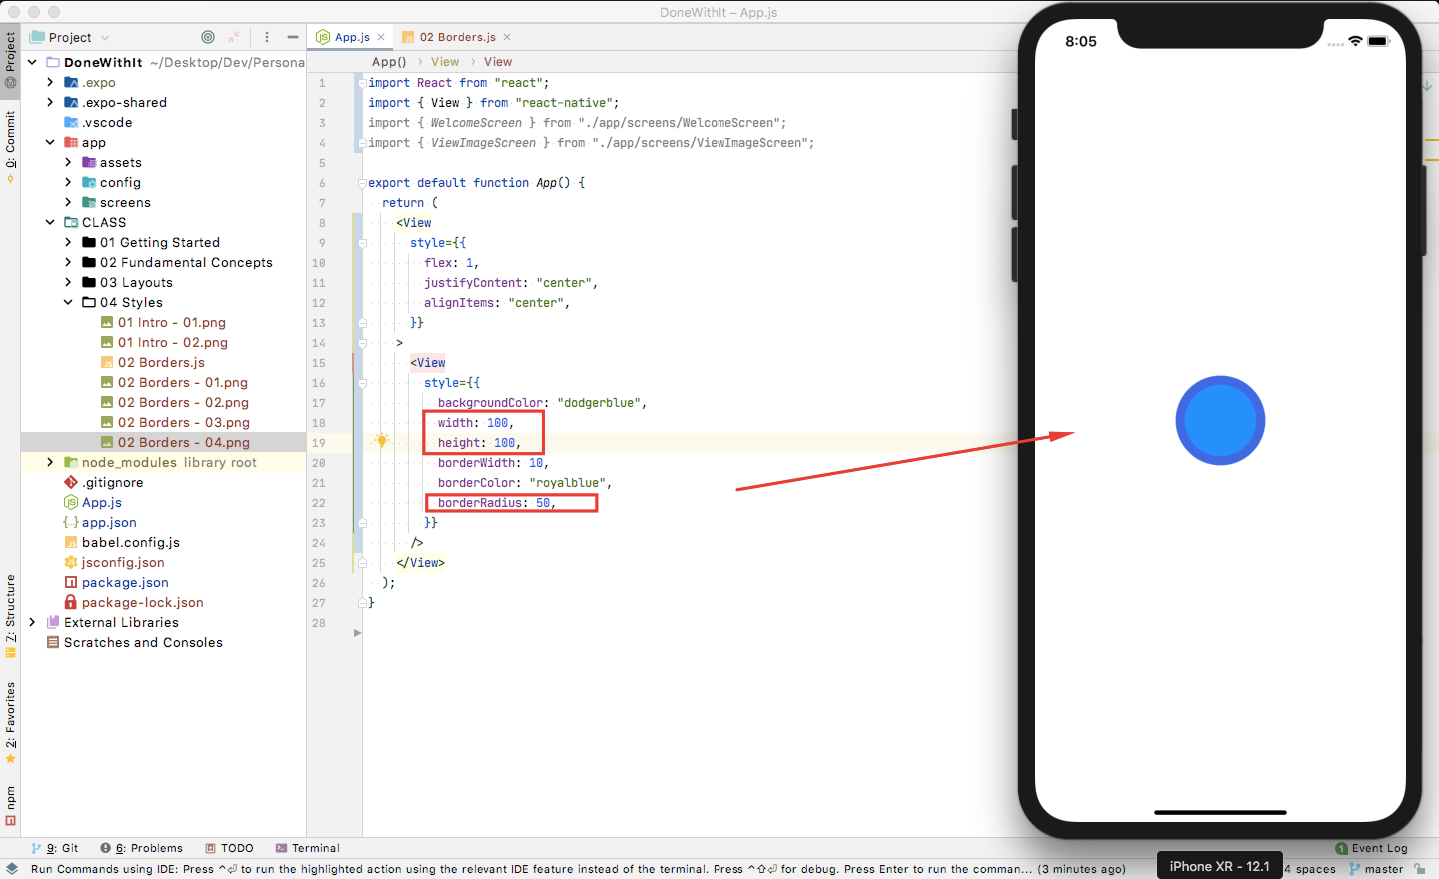 DoneWithIt – App.js
Project
App.js
02 Borders.js
DoneWithIt ~/Desktop/Dev/Persona
.expo
.expo-shared
.vscode
app
assets
config
screens
CLASS
01 Getting Started
02 Fundamental Concepts
03 Layouts
04 Styles
01 Intro - 01.png
01 Intro - 02.png
02 Borders.js
02 Borders - 01.png
02 Borders - 02.png
02 Borders - 03.png
02 Borders - 04.png
node_modules library root
.gitignore
App.js
app.json
babel.config.js
jsconfig.json
package.json
package-lock.json
External Libraries
Scratches and Consoles
Project
0: Commit
7: Structure
2: Favorites
npm
App() › View › View
1 import React from "react";
2 import { View } from "react-native";
3 import { WelcomeScreen } from "./app/screens/WelcomeScreen";
4 import { ViewImageScreen } from "./app/screens/ViewImageScreen";
5
6 export default function App() {
7 return (
8 <View
9 style={{
10 flex: 1,
11 justifyContent: "center",
12 alignItems: "center",
13 }}
14 >
15 <View
16 style={{
17 backgroundColor: "dodgerblue",
18 width: 100,
19 height: 100,
20 borderWidth: 10,
21 borderColor: "royalblue",
22 borderRadius: 50,
23 }}
24 />
25 </View>
26 );
27 }
28
8:05
iPhone XR - 12.1
9: Git
6: Problems
TODO
Terminal
1 Event Log
Run Commands using IDE: Press ⌃⏎ to run the highlighted action using the relevant IDE feature instead of the terminal. Press ⌃⇧⏎ for debug. Press Enter to run the comman... (3 minutes ago)
4 spaces
master